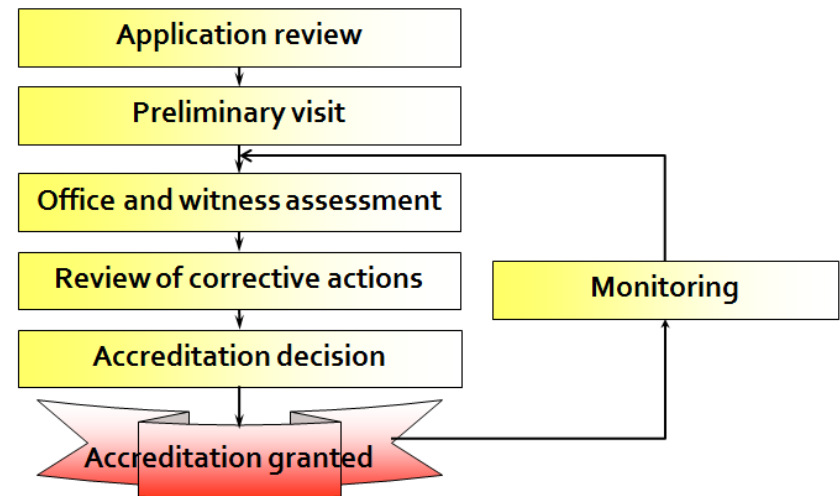 Application review
Preliminary visit
Office and witness assessment
Review of corrective actions
Monitoring
Accreditation decision
Accreditation granted